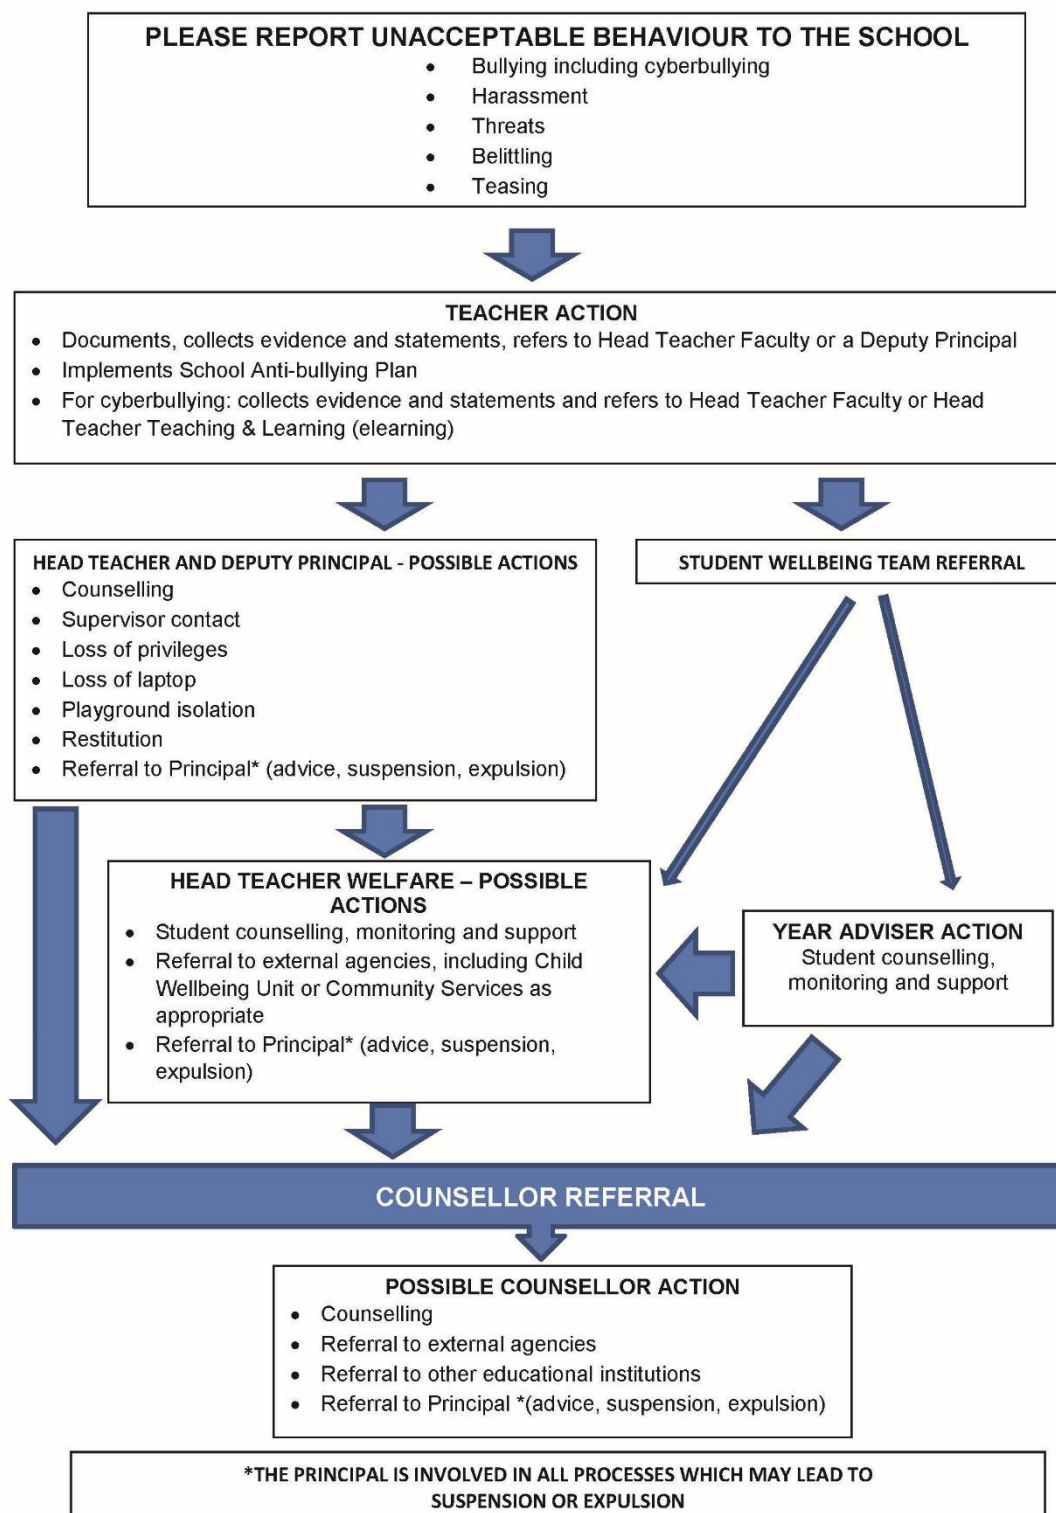 PLEASE REPORT UNACCEPTABLE BEHAVIOUR TO THE SCHOOL
• Bullying including cyberbullying
• Harassment
• Threats
• Belittling
• Teasing
TEACHER ACTION
• Documents, collects evidence and statements, refers to Head Teacher Faculty or a Deputy Principal
• Implements School Anti-bullying Plan
• For cyberbullying: collects evidence and statements and refers to Head Teacher Faculty or Head
Teacher Teaching & Learning (elearning)
HEAD TEACHER AND DEPUTY PRINCIPAL - POSSIBLE ACTIONS
• Counselling
• Supervisor contact
• Loss of privileges
• Loss of laptop
• Playground isolation
• Restitution
• Referral to Principal* (advice, suspension, expulsion)
STUDENT WELLBEING TEAM REFERRAL
HEAD TEACHER WELFARE – POSSIBLE
ACTIONS
• Student counselling, monitoring and support
• Referral to external agencies, including Child
Wellbeing Unit or Community Services as
appropriate
• Referral to Principal* (advice, suspension,
expulsion)
YEAR ADVISER ACTION
Student counselling,
monitoring and support
COUNSELLOR REFERRAL
POSSIBLE COUNSELLOR ACTION
• Counselling
• Referral to external agencies
• Referral to other educational institutions
• Referral to Principal *(advice, suspension, expulsion)
*THE PRINCIPAL IS INVOLVED IN ALL PROCESSES WHICH MAY LEAD TO
SUSPENSION OR EXPULSION